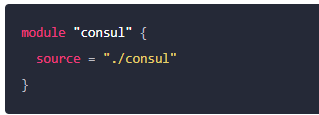 module "consul" {
  source = "./consul"
}